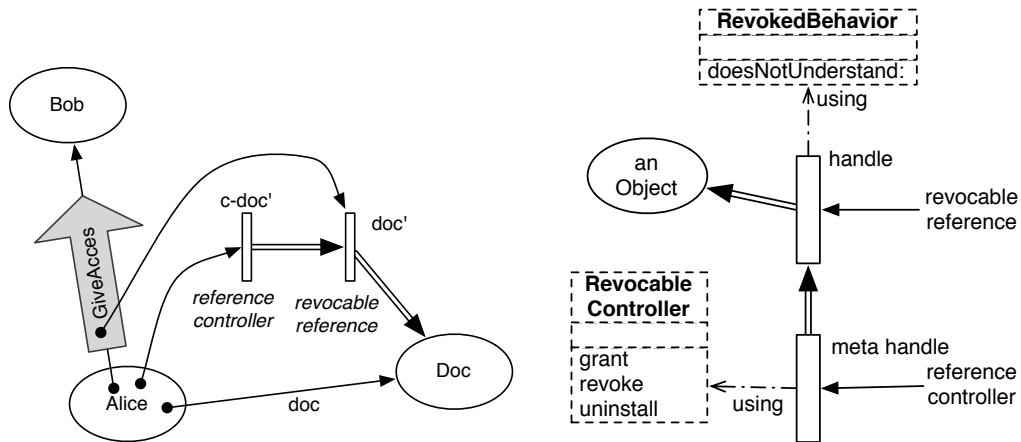 Bob
GiveAcces
c-doc'
doc'
reference
controller
revocable
reference
Alice
doc
Doc
RevokedBehavior
doesNotUnderstand:
using
an
Object
handle
revocable
reference
Revocable
Controller
grant
revoke
uninstall
using
meta handle
reference
controller